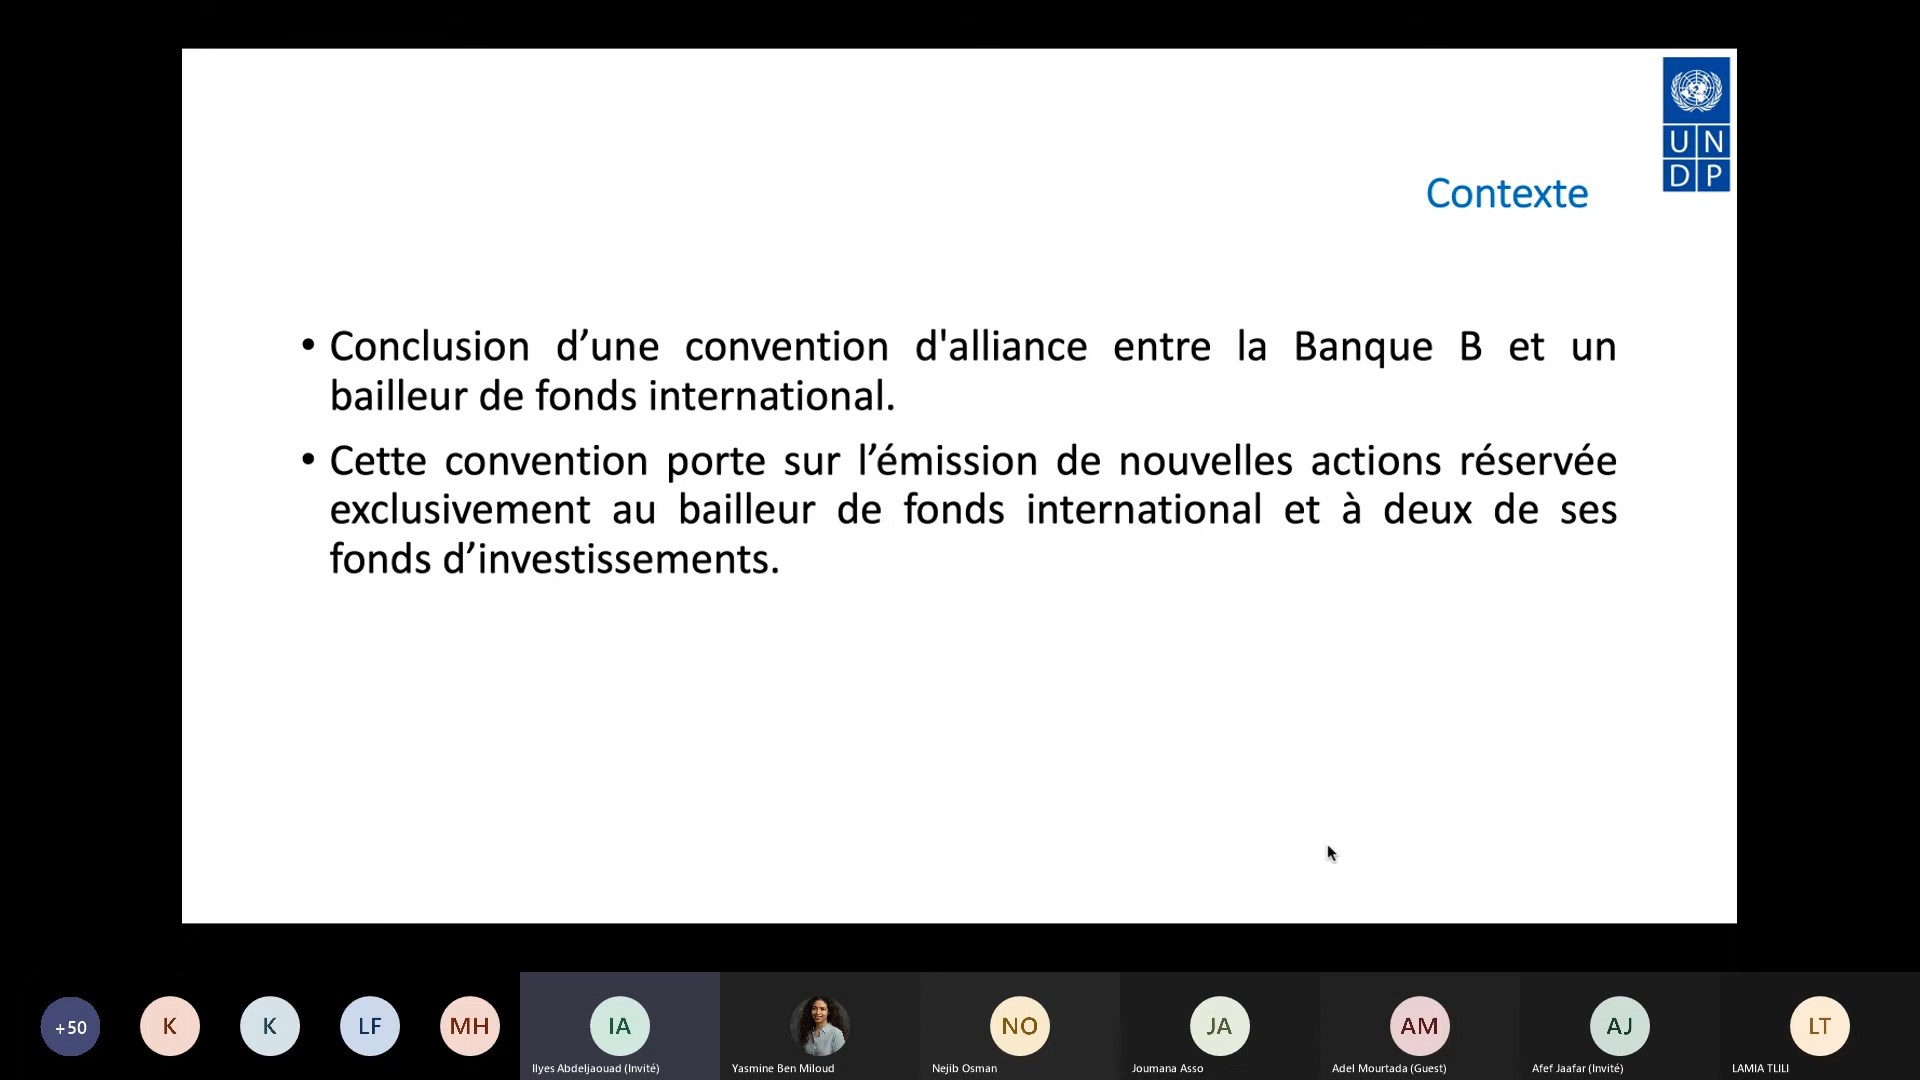 UN
DP
Contexte
• Conclusion d’une convention d'alliance entre la Banque B et un
bailleur de fonds international.
• Cette convention porte sur l’émission de nouvelles actions réservée
exclusivement au bailleur de fonds international et à deux de ses
fonds d’investissements.
+50
K
K
LF
MH
IA
NO
JA
AM
AJ
LT
Ilyes Abdeljaouad (Invité)
Yasmine Ben Miloud
Nejib Osman
Joumana Asso
Adel Mourtada (Guest)
Afef Jaafar (Invité)
LAMIA TLILI